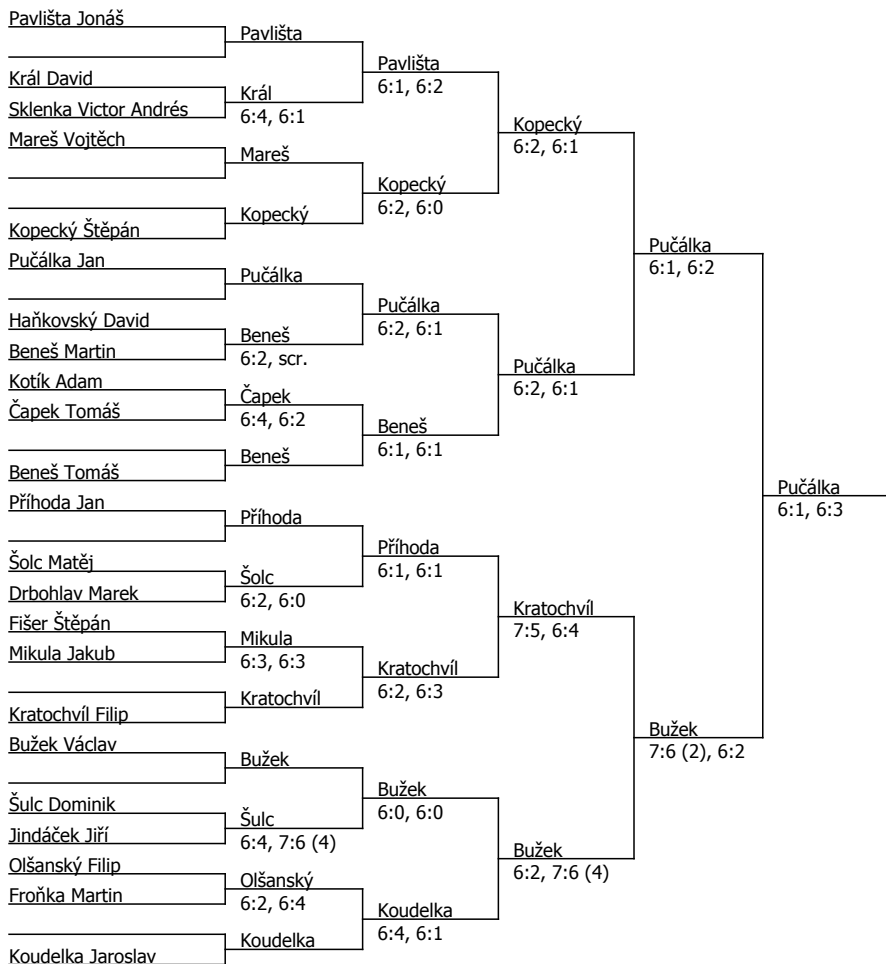 Pavlišta Jonáš
Pavlišta
Král David
Král
6:4, 6:1
Sklenka Victor Andrés
Pavlišta
6:1, 6:2
Mareš Vojtěch
Mareš
Kopecký
6:2, 6:0
Kopecký
Kopecký Štěpán
Kopecký
6:2, 6:1
Pučálka Jan
Pučálka
Haňkovský David
Beneš
6:2, scr.
Beneš Martin
Pučálka
6:2, 6:1
Kotík Adam
Čapek
6:4, 6:2
Čapek Tomáš
Beneš
6:1, 6:1
Beneš
Beneš Tomáš
Pučálka
6:2, 6:1
Pučálka
6:1, 6:2
Příhoda Jan
Příhoda
Šolc Matěj
Šolc
6:2, 6:0
Drbohlav Marek
Příhoda
6:1, 6:1
Fišer Štěpán
Mikula
6:3, 6:3
Mikula Jakub
Kratochvíl
6:2, 6:3
Kratochvíl
Kratochvíl Filip
Kratochvíl
7:5, 6:4
Bužek Václav
Bužek
Šulc Dominik
Šulc
6:4, 7:6 (4)
Jindáček Jiří
Bužek
6:0, 6:0
Olšanský Filip
Olšanský
6:2, 6:4
Froňka Martin
Koudelka
6:4, 6:1
Koudelka
Koudelka Jaroslav
Bužek
6:2, 7:6 (4)
Bužek
7:6 (2), 6:2
Pučálka
6:1, 6:3